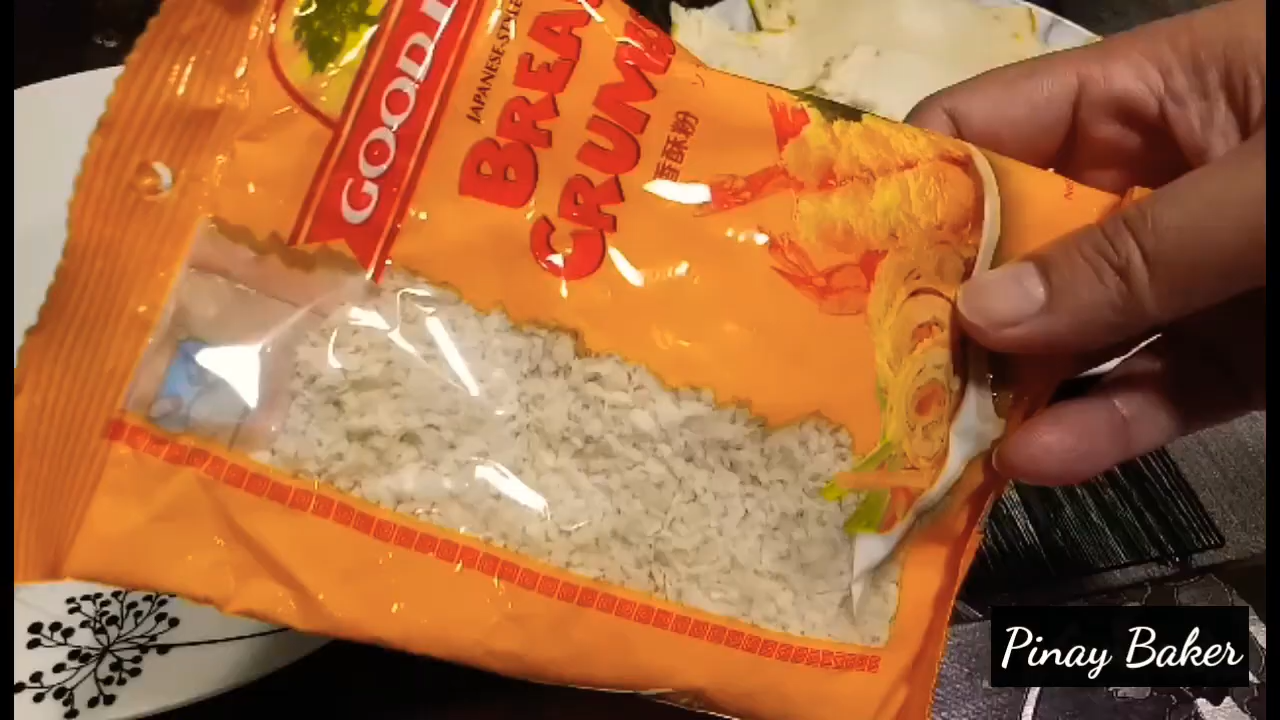 GOOD L
JAPANESE-STYLE
BREA
CRUMB
香酥粉
Pinay Baker